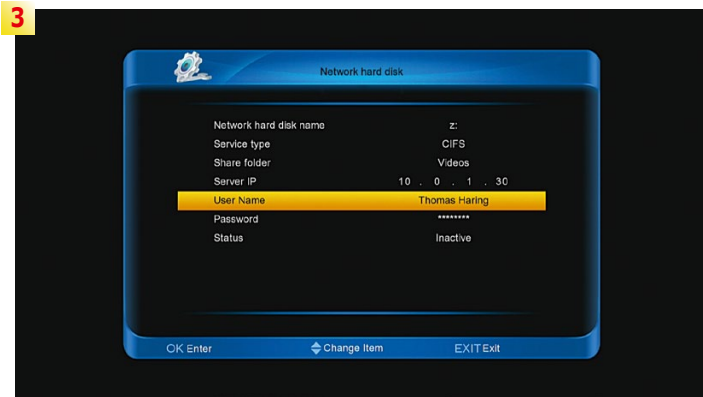 3
Network hard disk
Network hard disk name z:
Service type CIFS
Share folder Videos
Server IP 10 . 0 . 1 . 30
User Name Thomas Haring
Password ********
Status Inactive
OK Enter Change Item EXIT Exit